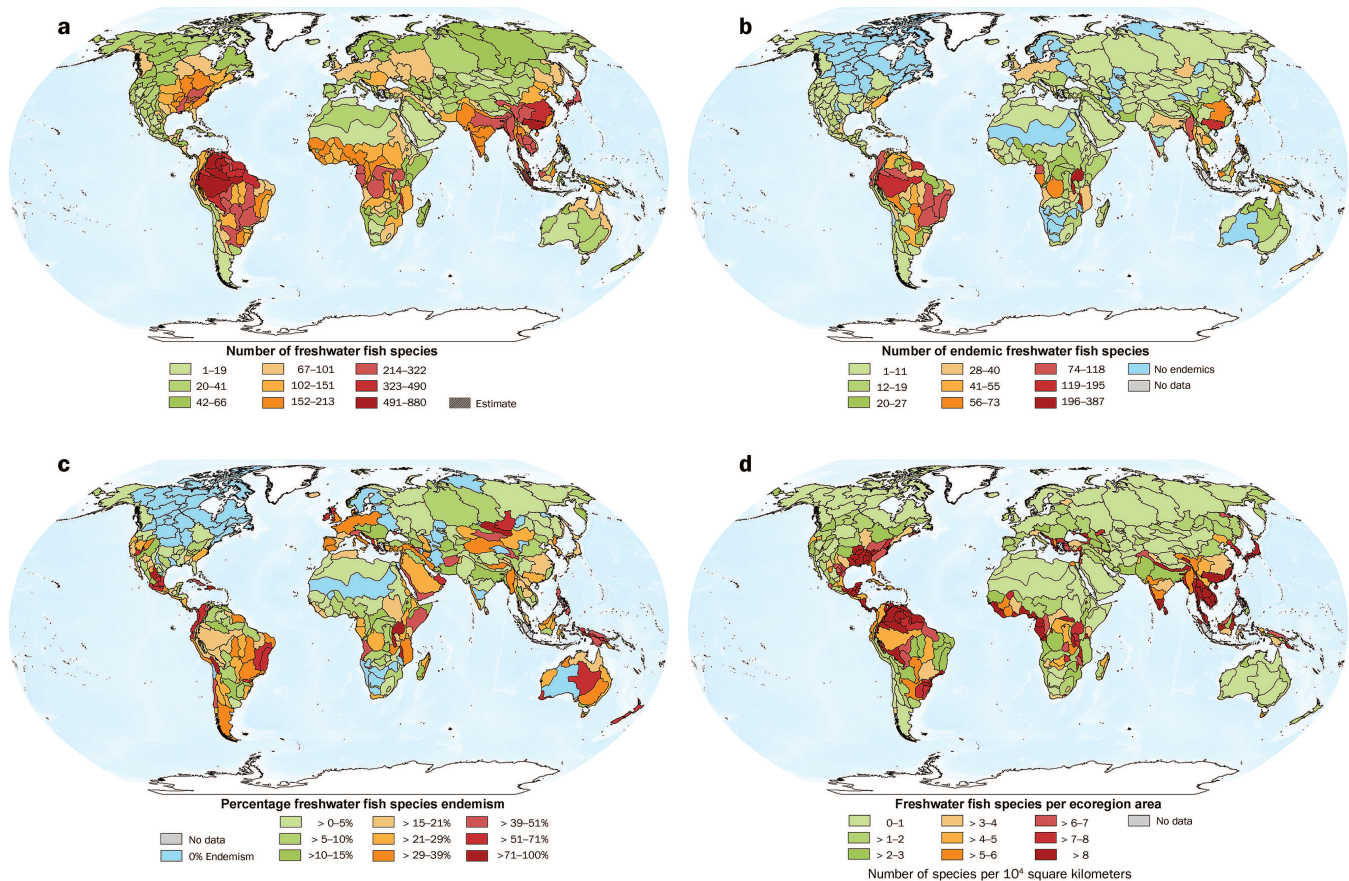 a
Number of freshwater fish species
1–19
67–101
214–322
20–41
102–151
323–490
42–66
152–213
491–880
Estimate
b
Number of endemic freshwater fish species
1–11
28–40
74–118
No endemics
12–19
41–55
119–195
No data
20–27
56–73
196–387
c
Percentage freshwater fish species endemism
> 0–5%
> 15–21%
> 39–51%
No data
> 5–10%
> 21–29%
> 51–71%
0% Endemism
>10–15%
> 29–39%
>71–100%
d
Freshwater fish species per ecoregion area
0–1
> 3–4
> 6–7
No data
> 1–2
> 4–5
> 7–8
> 2–3
> 5–6
> 8
Number of species per 10⁴ square kilometers